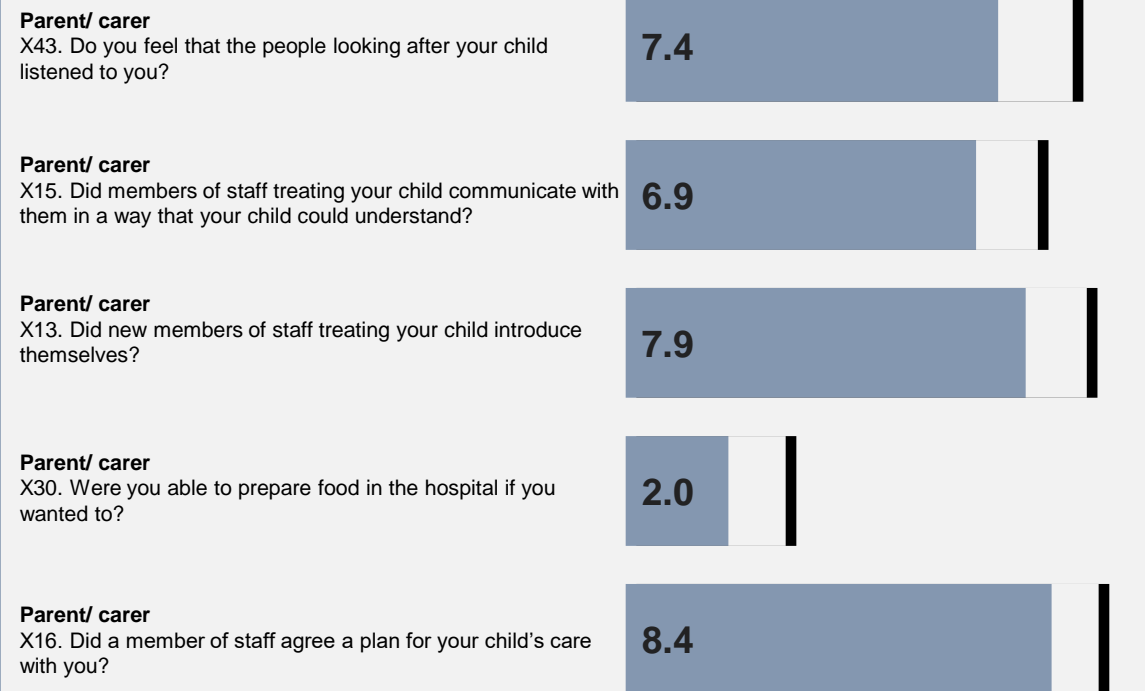 Parent/ carer
X43. Do you feel that the people looking after your child
listened to you?
7.4
Parent/ carer
X15. Did members of staff treating your child communicate with
them in a way that your child could understand?
6.9
Parent/ carer
X13. Did new members of staff treating your child introduce
themselves?
7.9
Parent/ carer
X30. Were you able to prepare food in the hospital if you
wanted to?
2.0
Parent/ carer
X16. Did a member of staff agree a plan for your child’s care
with you?
8.4